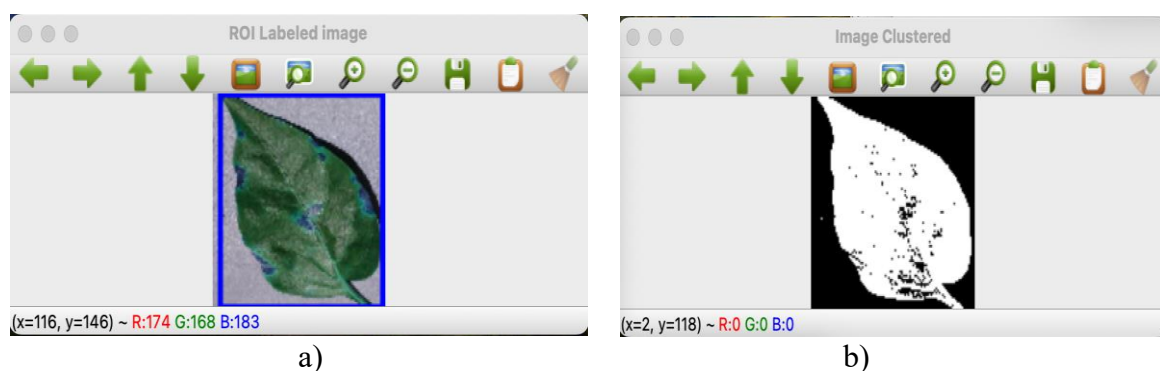 ROI Labeled image
(x=116, y=146) ~ R:174 G:168 B:183
a)
Image Clustered
(x=2, y=118) ~ R:0 G:0 B:0
b)